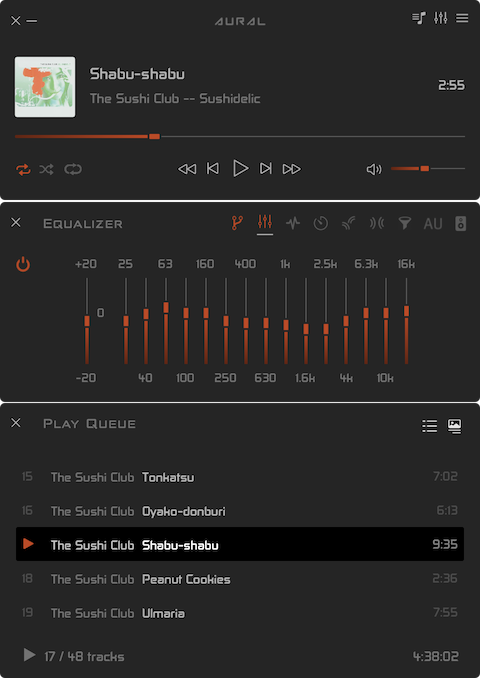 AURAL
Shabu-shabu
The Sushi Club -- Sushidelic
2:55
EQUALIZER
AU
+20 25 63 160 400 1k 2.5k 6.3k 16k
0
-20 40 100 250 630 1.6k 4k 10k
PLAY QUEUE
15 The Sushi Club Tonkatsu 7:02
16 The Sushi Club Oyako-donburi 6:13
The Sushi Club Shabu-shabu 9:35
18 The Sushi Club Peanut Cookies 2:36
19 The Sushi Club Ulmaria 7:55
17 / 48 tracks 4:38:02